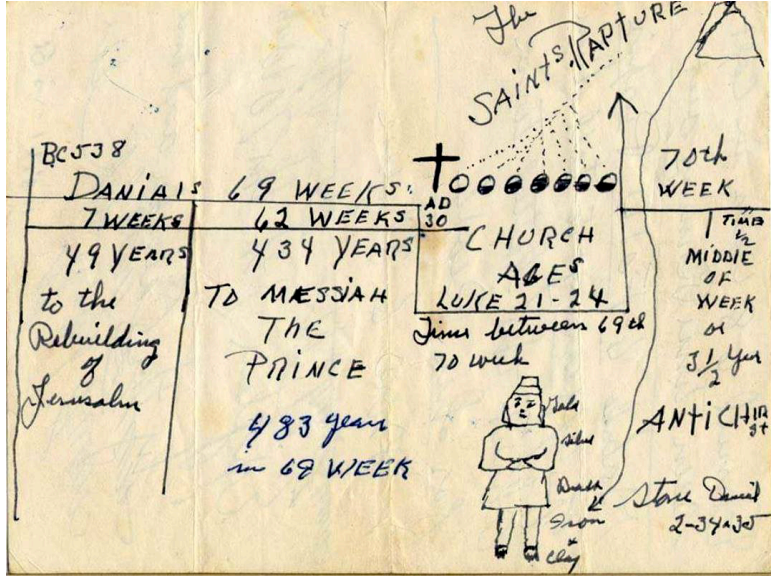 The
SAINTS RAPTURE
BC538
DANIALS 69 WEEKS
7 WEEKS
62 WEEKS
49 YEARS
to the
Rebuilding
of
Jerusalm
434 YEARS
TO MAESSIAH
THE
PRINCE
483 years
in 69 WEEK
AD
30
CHURCH
AGES
LUKE 21-24
Time between 69th
70 week
Gold
silver
Brass
Iron
&
Clay
70th
WEEK
TIME
1/2
MIDDLE
OF
WEEK
or
3 1/2 Year
ANTICHIRst
Stone Daniel
2-34&35